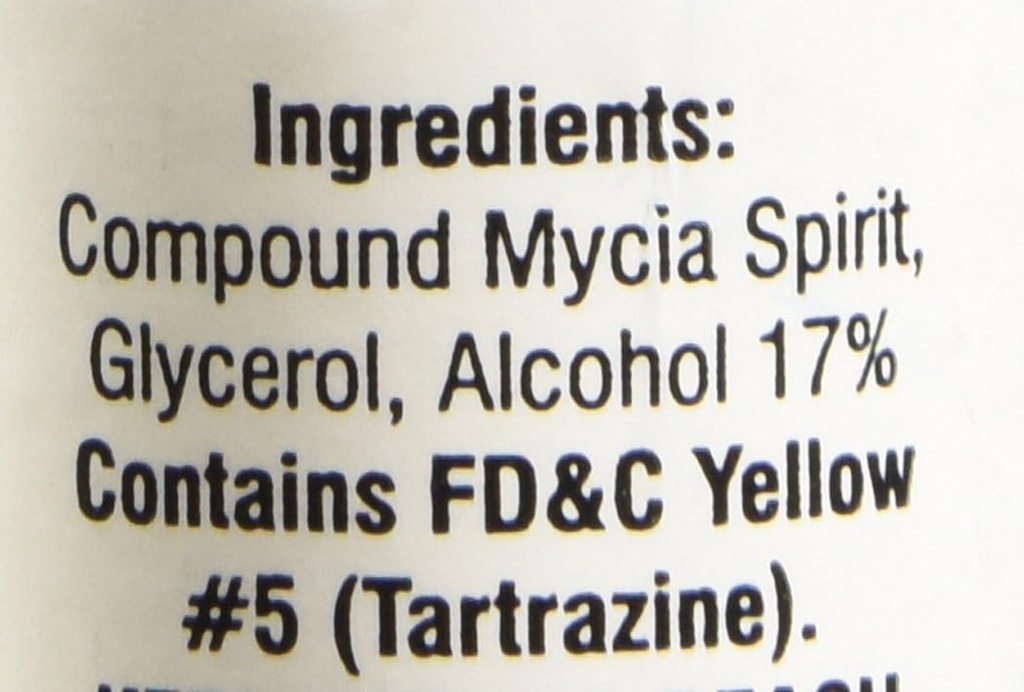 Ingredients:
Compound Mycia Spirit,
Glycerol, Alcohol 17%
Contains FD&C Yellow
#5 (Tartrazine).